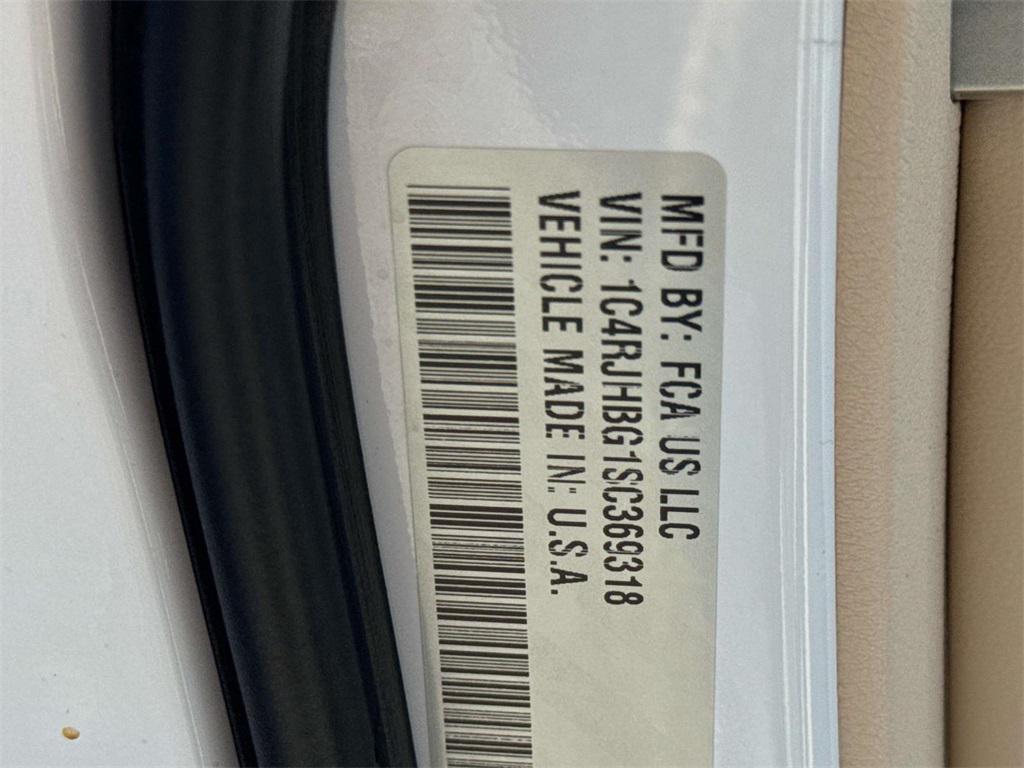 MFD BY: FCA US LLC
VIN: 1C4RJHBG1SC369318
VEHICLE MADE IN: U.S.A.